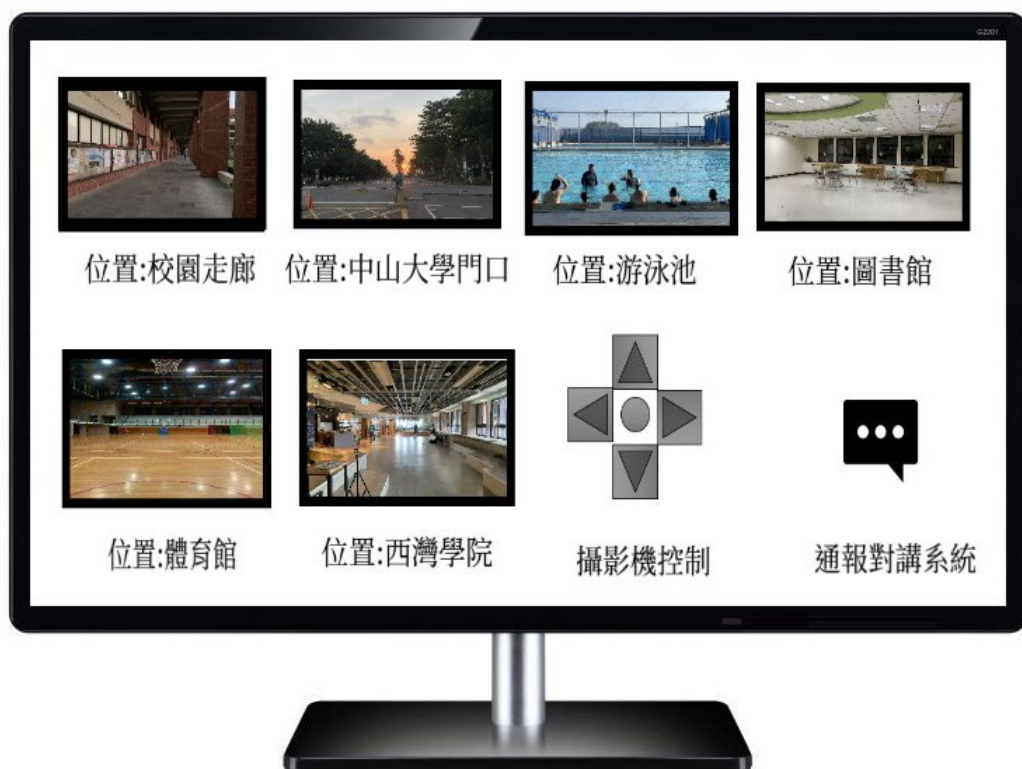 G2201
位置:校園走廊
位置:中山大學門口
位置:游泳池
位置:圖書館
位置:體育館
位置:西灣學院
攝影機控制
通報對講系統